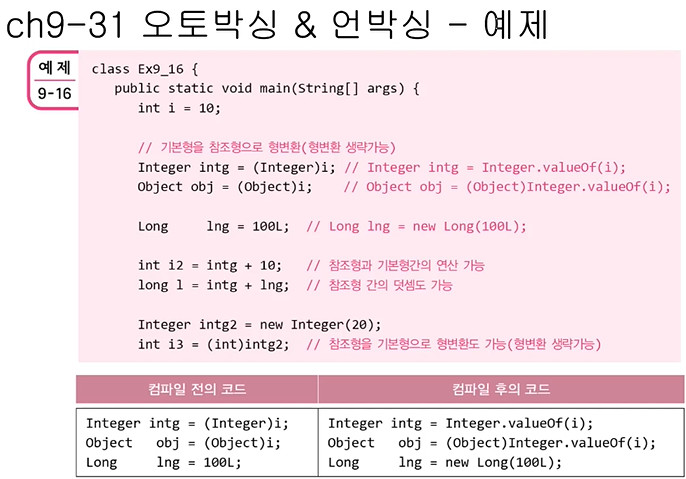 ch9-31 오토박싱 & 언박싱 - 예제
예제
9-16
class Ex9_16 {
   public static void main(String[] args) {
      int i = 10;

      // 기본형을 참조형으로 형변환(형변환 생략가능)
      Integer intg = (Integer)i; // Integer intg = Integer.valueOf(i);
      Object obj = (Object)i;    // Object obj = (Object)Integer.valueOf(i);

      Long     lng = 100L;  // Long lng = new Long(100L);

      int i2 = intg + 10;   // 참조형과 기본형간의 연산 가능
      long l = intg + lng;  // 참조형 간의 덧셈도 가능

      Integer intg2 = new Integer(20);
      int i3 = (int)intg2;  // 참조형을 기본형으로 형변환도 가능(형변환 생략가능)
컴파일 전의 코드
컴파일 후의 코드
Integer intg = (Integer)i;
Object   obj = (Object)i;
Long     lng = 100L;
Integer intg = Integer.valueOf(i);
Object   obj = (Object)Integer.valueOf(i);
Long     lng = new Long(100L);